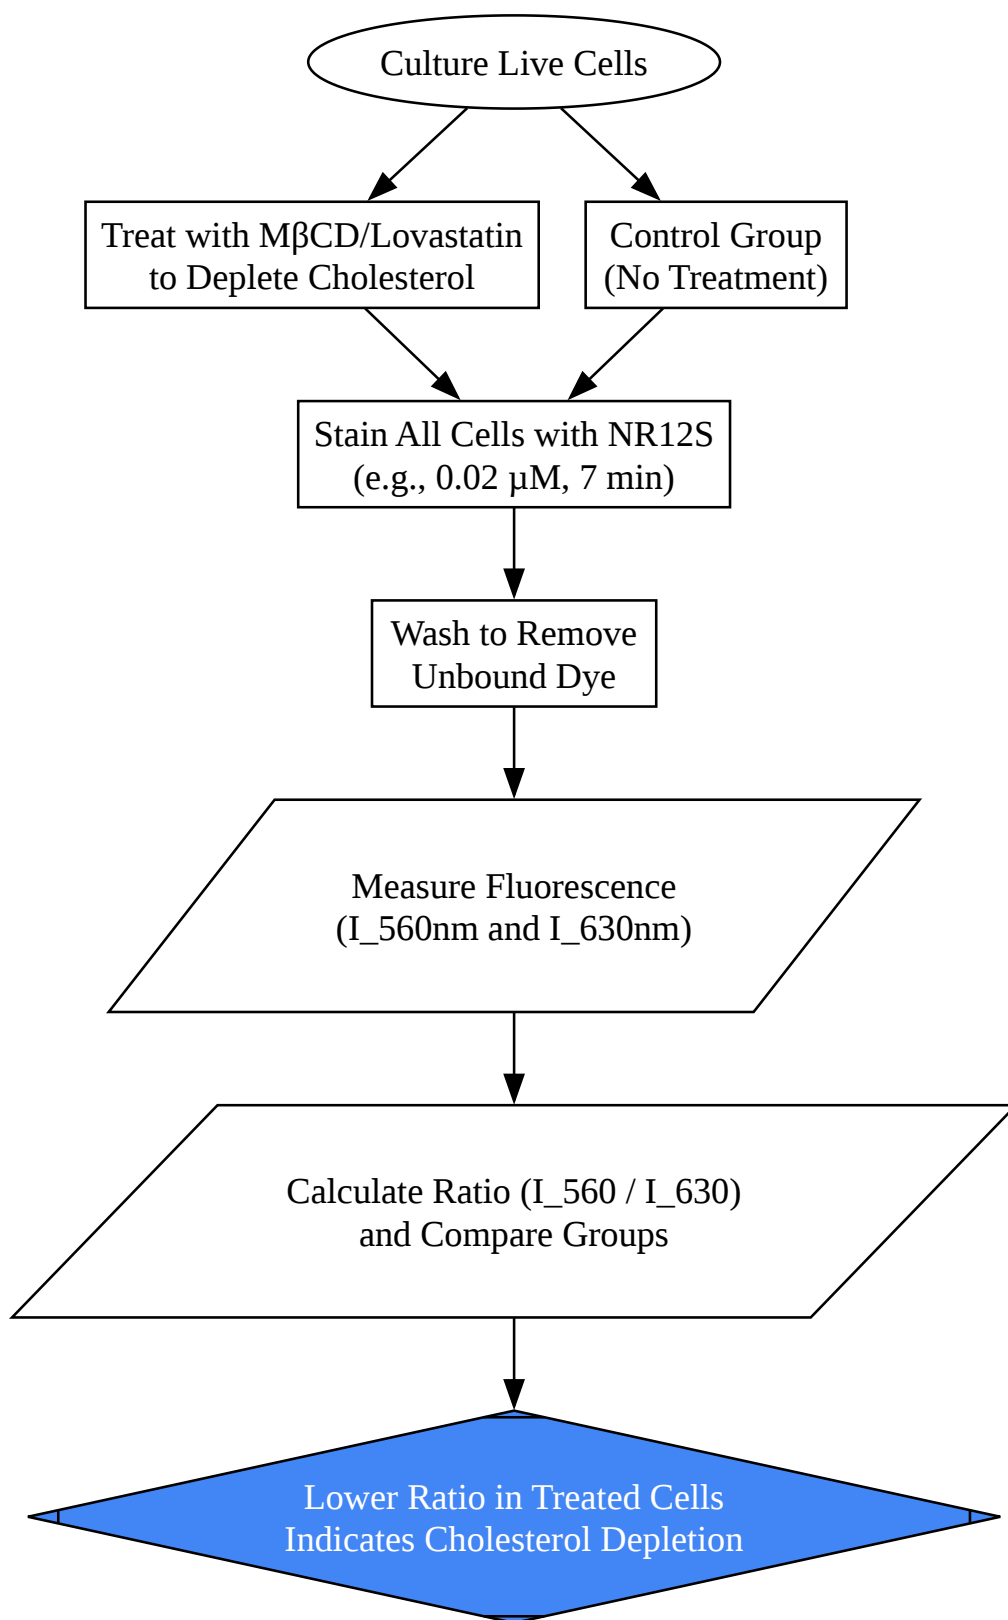 Culture Live Cells
Treat with MβCD/Lovastatin
to Deplete Cholesterol
Control Group
(No Treatment)
Stain All Cells with NR12S
(e.g., 0.02 µM, 7 min)
Wash to Remove
Unbound Dye
Measure Fluorescence
(I_560nm and I_630nm)
Calculate Ratio (I_560 / I_630)
and Compare Groups
Lower Ratio in Treated Cells
Indicates Cholesterol Depletion